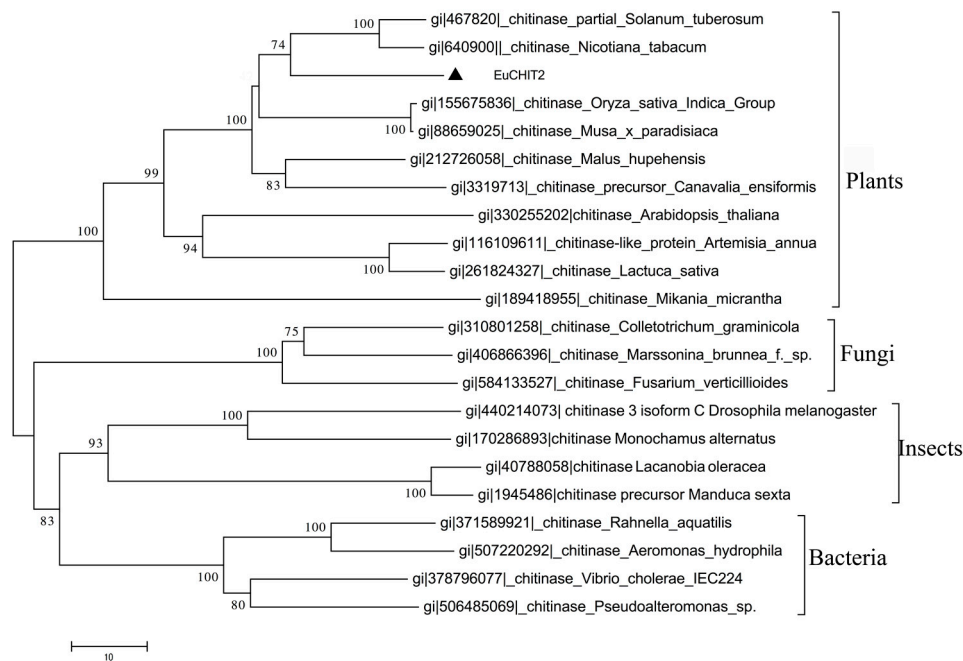 gi|467820|_chitinase_partial_Solanum_tuberosum
100
gi|640900||_chitinase_Nicotiana_tabacum
74
EuCHIT2
gi|155675836|_chitinase_Oryza_sativa_Indica_Group
100
100
gi|88659025|_chitinase_Musa_x_paradisiaca
gi|212726058|_chitinase_Malus_hupehensis
99
83
gi|3319713|_chitinase_precursor_Canavalia_ensiformis
Plants
gi|330255202|chitinase_Arabidopsis_thaliana
100
94
gi|116109611|_chitinase-like_protein_Artemisia_annua
100
gi|261824327|_chitinase_Lactuca_sativa
gi|189418955|_chitinase_Mikania_micrantha
gi|310801258|_chitinase_Colletotrichum_graminicola
75
100
gi|406866396|_chitinase_Marssonina_brunnea_f._sp.
Fungi
gi|584133527|_chitinase_Fusarium_verticillioides
gi|440214073| chitinase 3 isoform C Drosophila melanogaster
100
93
gi|170286893|chitinase Monochamus alternatus
Insects
gi|40788058|chitinase Lacanobia oleracea
100
gi|1945486|chitinase precursor Manduca sexta
83
gi|371589921|_chitinase_Rahnella_aquatilis
100
gi|507220292|_chitinase_Aeromonas_hydrophila
Bacteria
100
gi|378796077|_chitinase_Vibrio_cholerae_IEC224
80
gi|506485069|_chitinase_Pseudoalteromonas_sp.
10